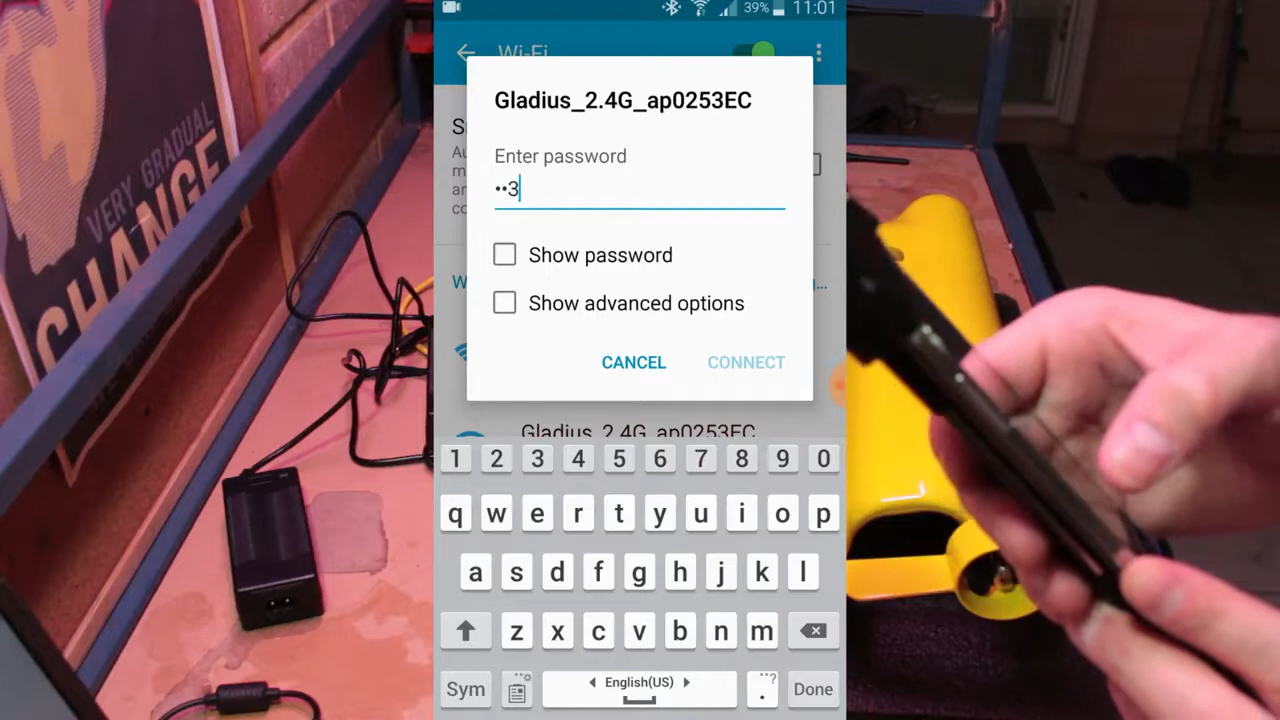 VERY GRADUAL
CHANGE
39% 11:01
Wi-Fi
Gladius_2.4G_ap0253EC
Enter password
••3
Show password
Show advanced options
CANCEL CONNECT
Gladius_2.4G_ap0253EC
1 2 3 4 5 6 7 8 9 0
q w e r t y u i o p
a s d f g h j k l
z x c v b n m
Sym English(US) . Done